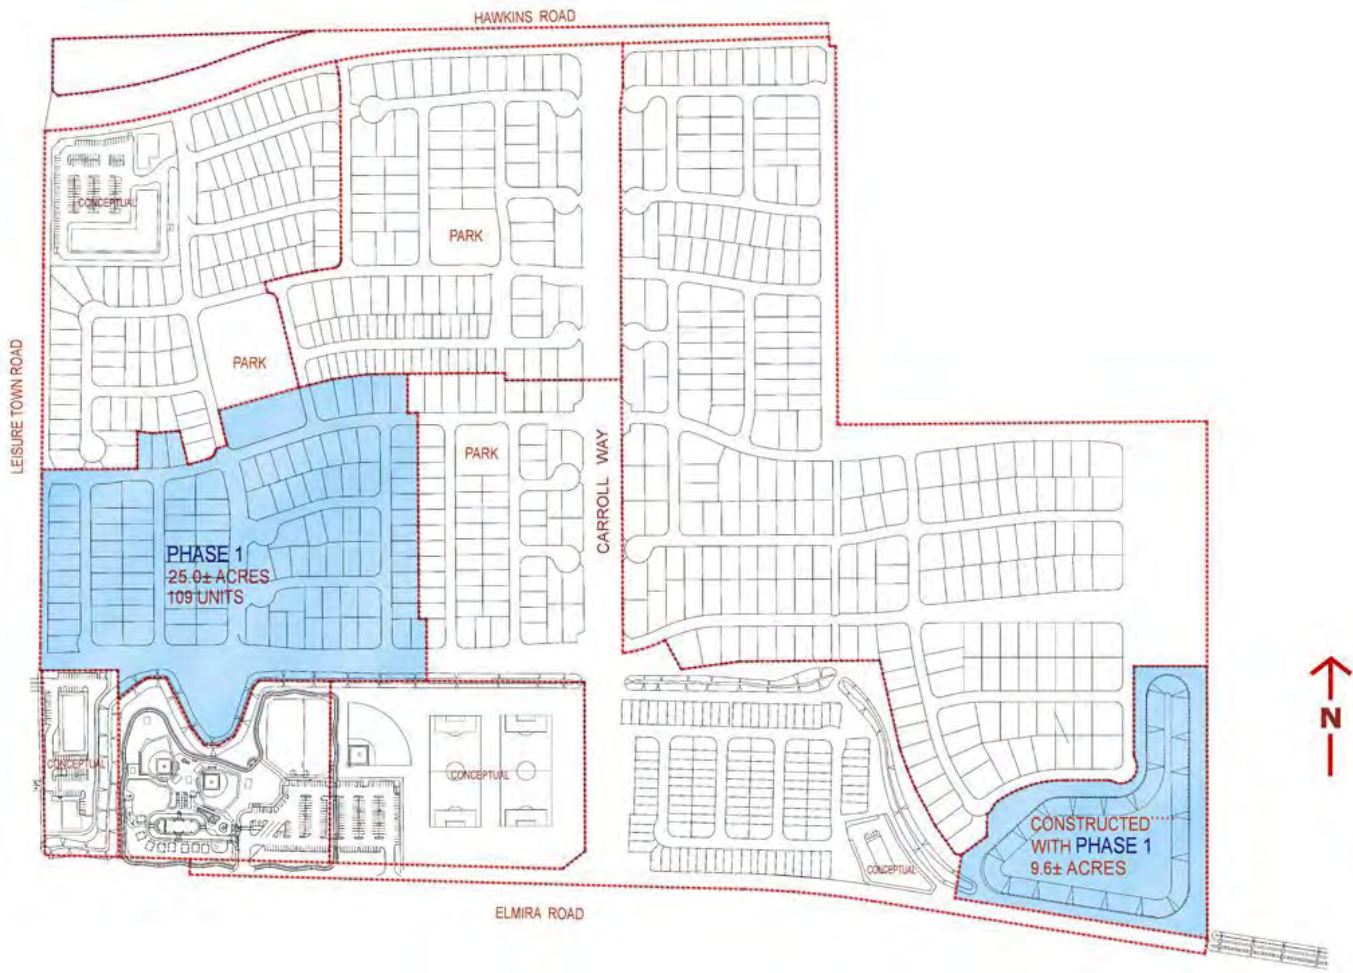 HAWKINS ROAD
CONCEPTUAL
PARK
PARK
LEISURE TOWN ROAD
PARK
CARROLL WAY
PHASE 1
25.0± ACRES
109 UNITS
N
CONCEPTUAL
CONCEPTUAL
CONSTRUCTED
WITH PHASE 1
9.6± ACRES
CONCEPTUAL
ELMIRA ROAD